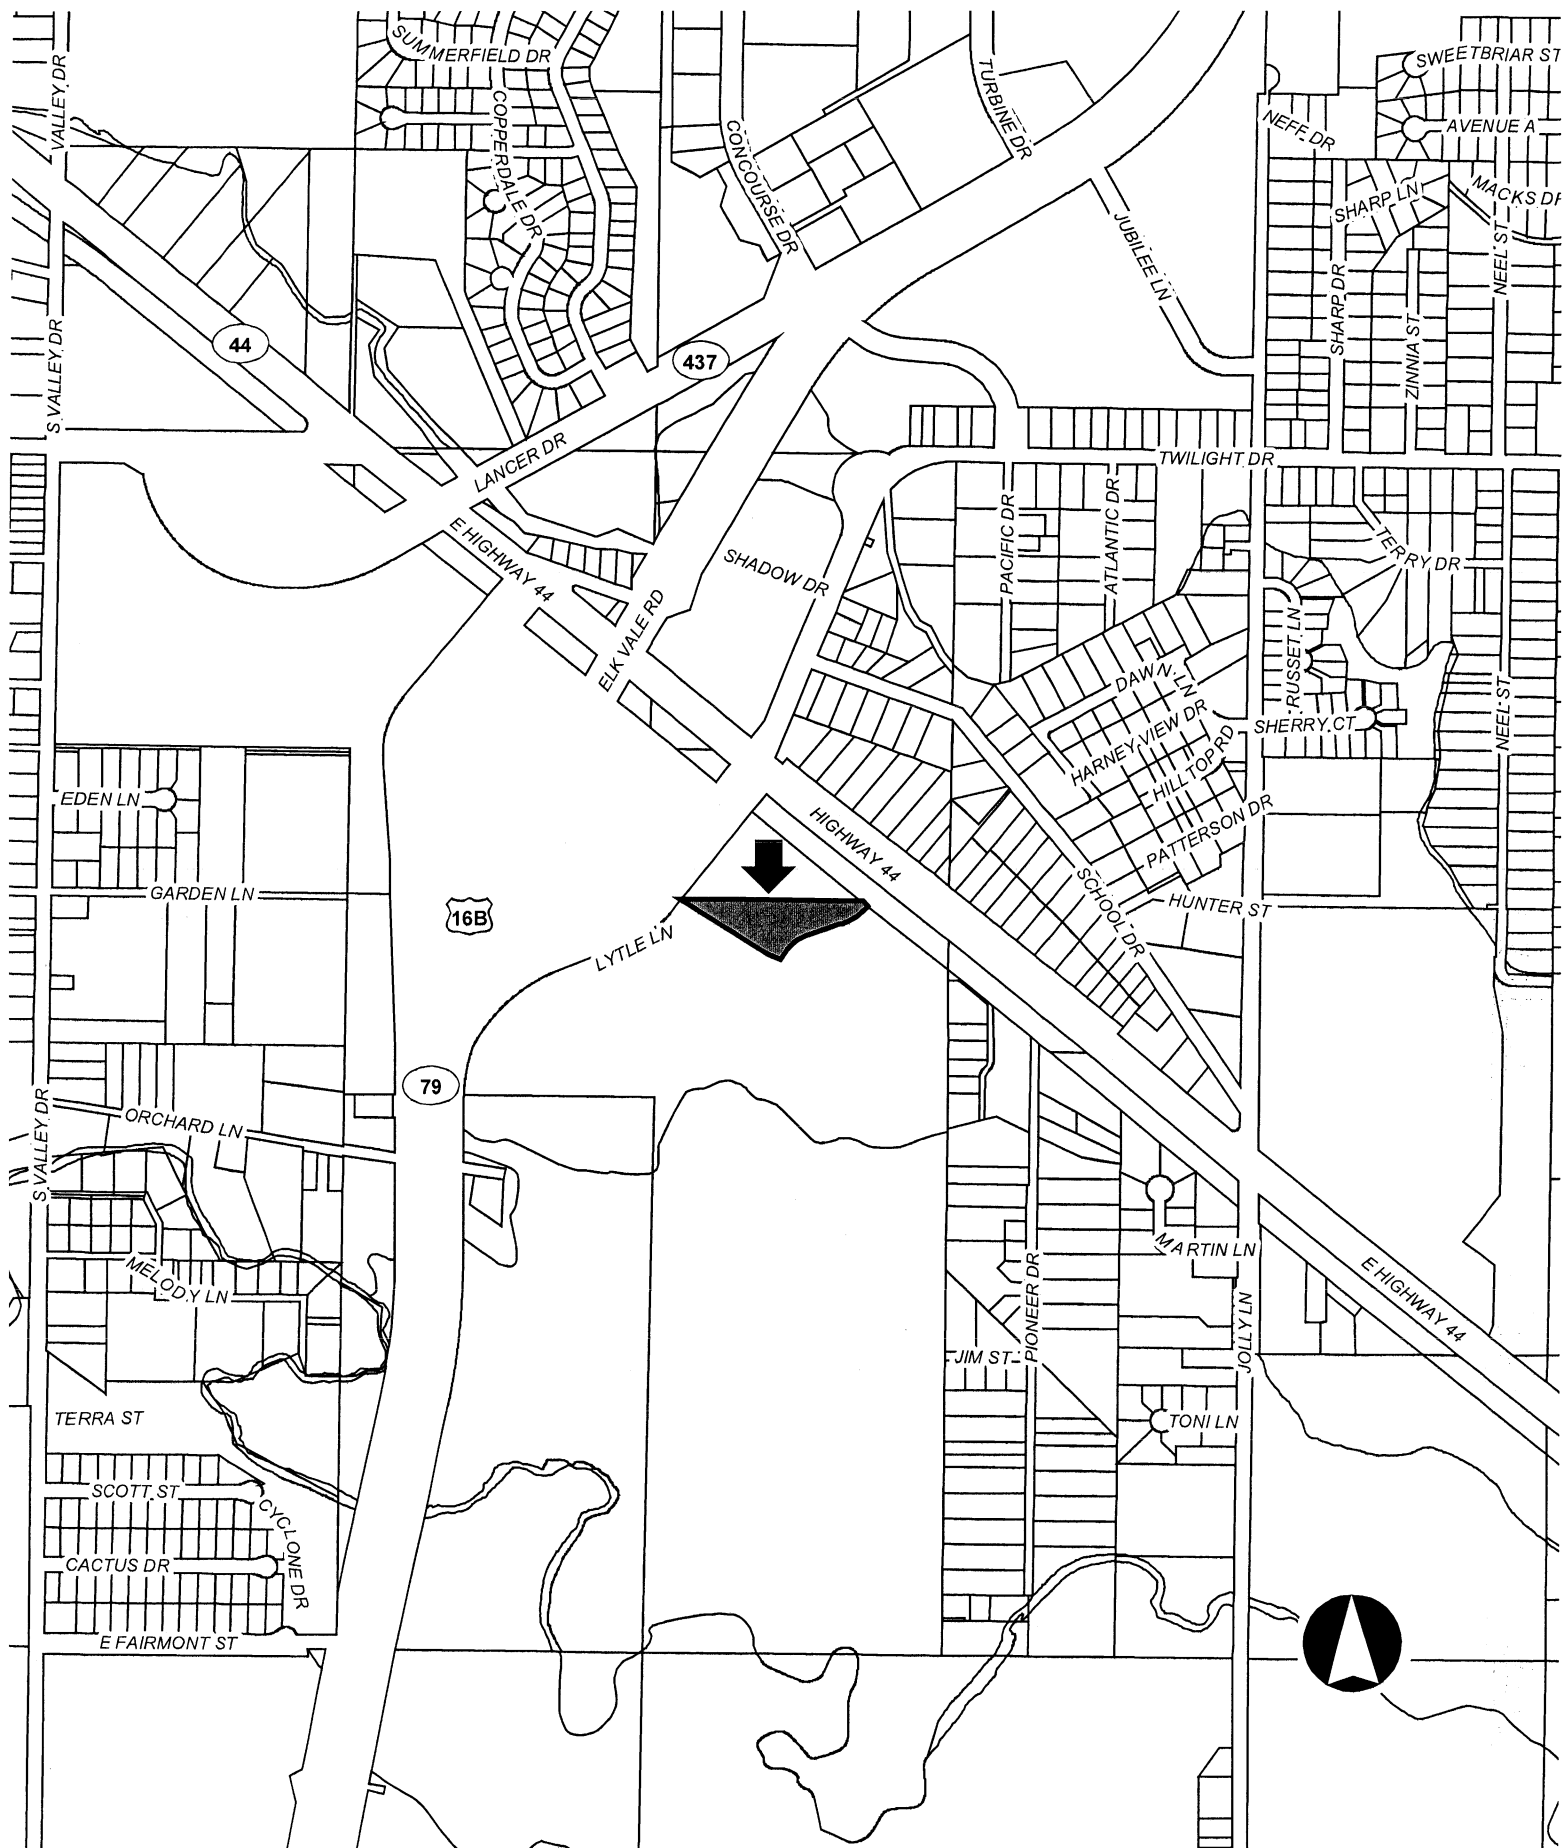 SUMMERFIELD DR
SWEETBRIAR ST
VALLEY DR
COPPERDALE DR
CONCOURSE DR
TURBINE DR
NEFF DR
AVENUE A
SHARP LN
MACKS DR
JUBILEE LN
SHARP DR
NEEL ST
ZINNIA ST
S VALLEY DR
44
437
LANCER DR
TWILIGHT DR
E HIGHWAY 44
SHADOW DR
PACIFIC DR
ATLANTIC DR
TERRY DR
ELK VALE RD
RUSSET LN
DAWN LN
HARNEY VIEW DR
SHERRY CT
NEEL ST
HILLTOP RD
EDEN LN
HIGHWAY 44
PATTERSON DR
GARDEN LN
16B
SCHOOL DR
HUNTER ST
LYTLE LN
79
S VALLEY DR
ORCHARD LN
MELODY LN
MARTIN LN
PIONEER DR
JOLLY LN
E HIGHWAY 44
JIM ST
TERRA ST
TONI LN
SCOTT ST
CYCLONE DR
CACTUS DR
E FAIRMONT ST